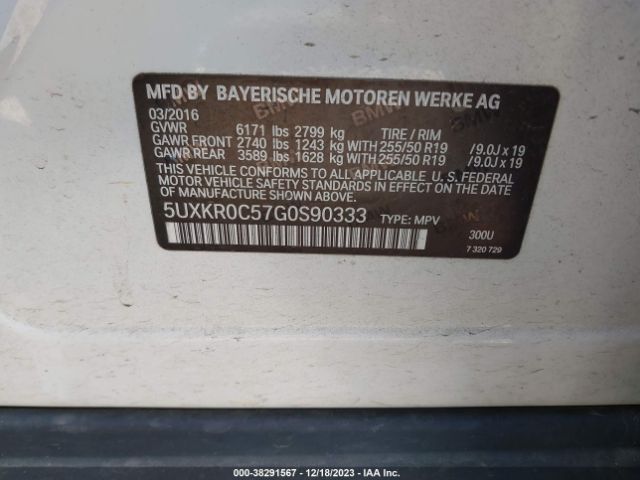 MFD BY BAYERISCHE MOTOREN WERKE AG
03/2016
GVWR 6171 lbs 2799 kg TIRE / RIM
GAWR FRONT 2740 lbs 1243 kg WITH 255/50 R19 /9.0J x 19
GAWR REAR 3589 lbs 1628 kg WITH 255/50 R19 /9.0J x 19
THIS VEHICLE CONFORMS TO ALL APPLICABLE U.S. FEDERAL
MOTOR VEHICLE SAFETY STANDARDS IN EFFECT ON THE DATE
OF MANUFACTURE SHOWN ABOVE.
5UXKR0C57G0S90333 TYPE: MPV 300U
7 320 729
000-38291567 - 12/18/2023 - IAA Inc.